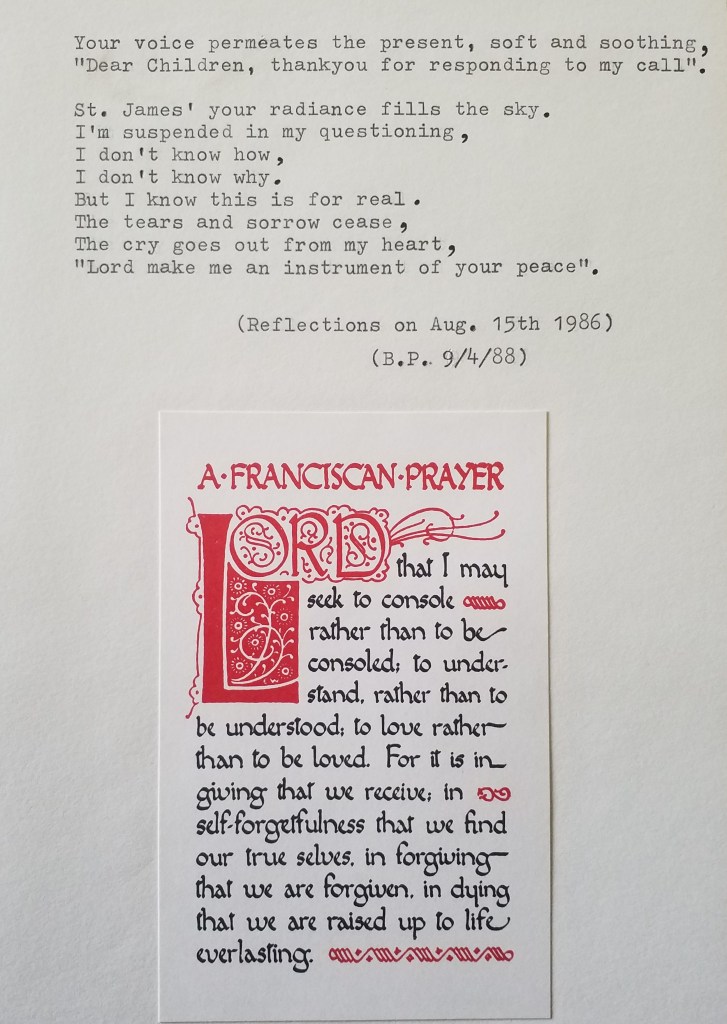 Your voice permeates the present, soft and soothing,
"Dear Children, thankyou for responding to my call".
St. James' your radiance fills the sky.
I'm suspended in my questioning,
I don't know how,
I don't know why.
But I know this is for real.
The tears and sorrow cease,
The cry goes out from my heart,
"Lord make me an instrument of your peace".
(Reflections on Aug. 15th 1986)
(B.P. 9/4/88)
A·FRANCISCAN·PRAYER
LORD that I may
seek to console
rather than to be
consoled; to under-
stand, rather than to
be understood; to love rather
than to be loved. For it is in
giving that we receive; in
self-forgetfulness that we find
our true selves, in forgiving
that we are forgiven, in dying
that we are raised up to life
everlasting.